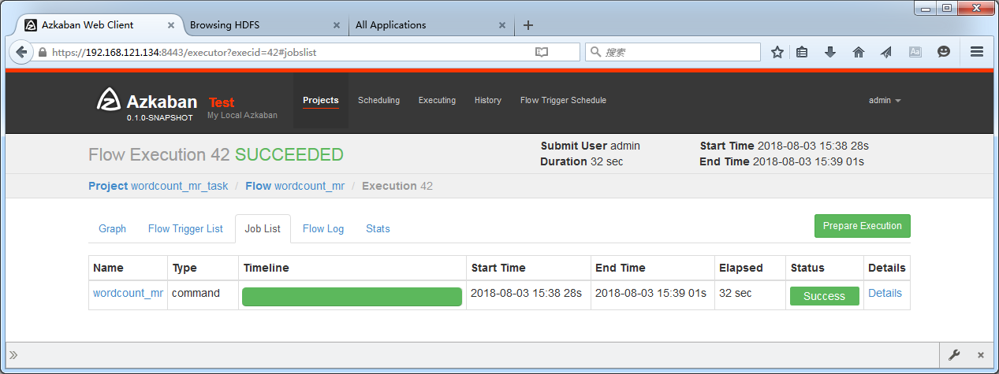 Azkaban Web Client
Browsing HDFS
All Applications
https://192.168.121.134:8443/executor?execid=42#jobslist
搜索
Azkaban
0.1.0-SNAPSHOT
Test
My Local Azkaban
Projects Scheduling Executing History Flow Trigger Schedule
admin
Flow Execution 42 SUCCEEDED
Submit User admin
Duration 32 sec
Start Time 2018-08-03 15:38 28s
End Time 2018-08-03 15:39 01s
Project wordcount_mr_task / Flow wordcount_mr / Execution 42
Graph Flow Trigger List Job List Flow Log Stats
Prepare Execution
Name Type Timeline Start Time End Time Elapsed Status Details
wordcount_mr command 2018-08-03 15:38 28s 2018-08-03 15:39 01s 32 sec Success Details